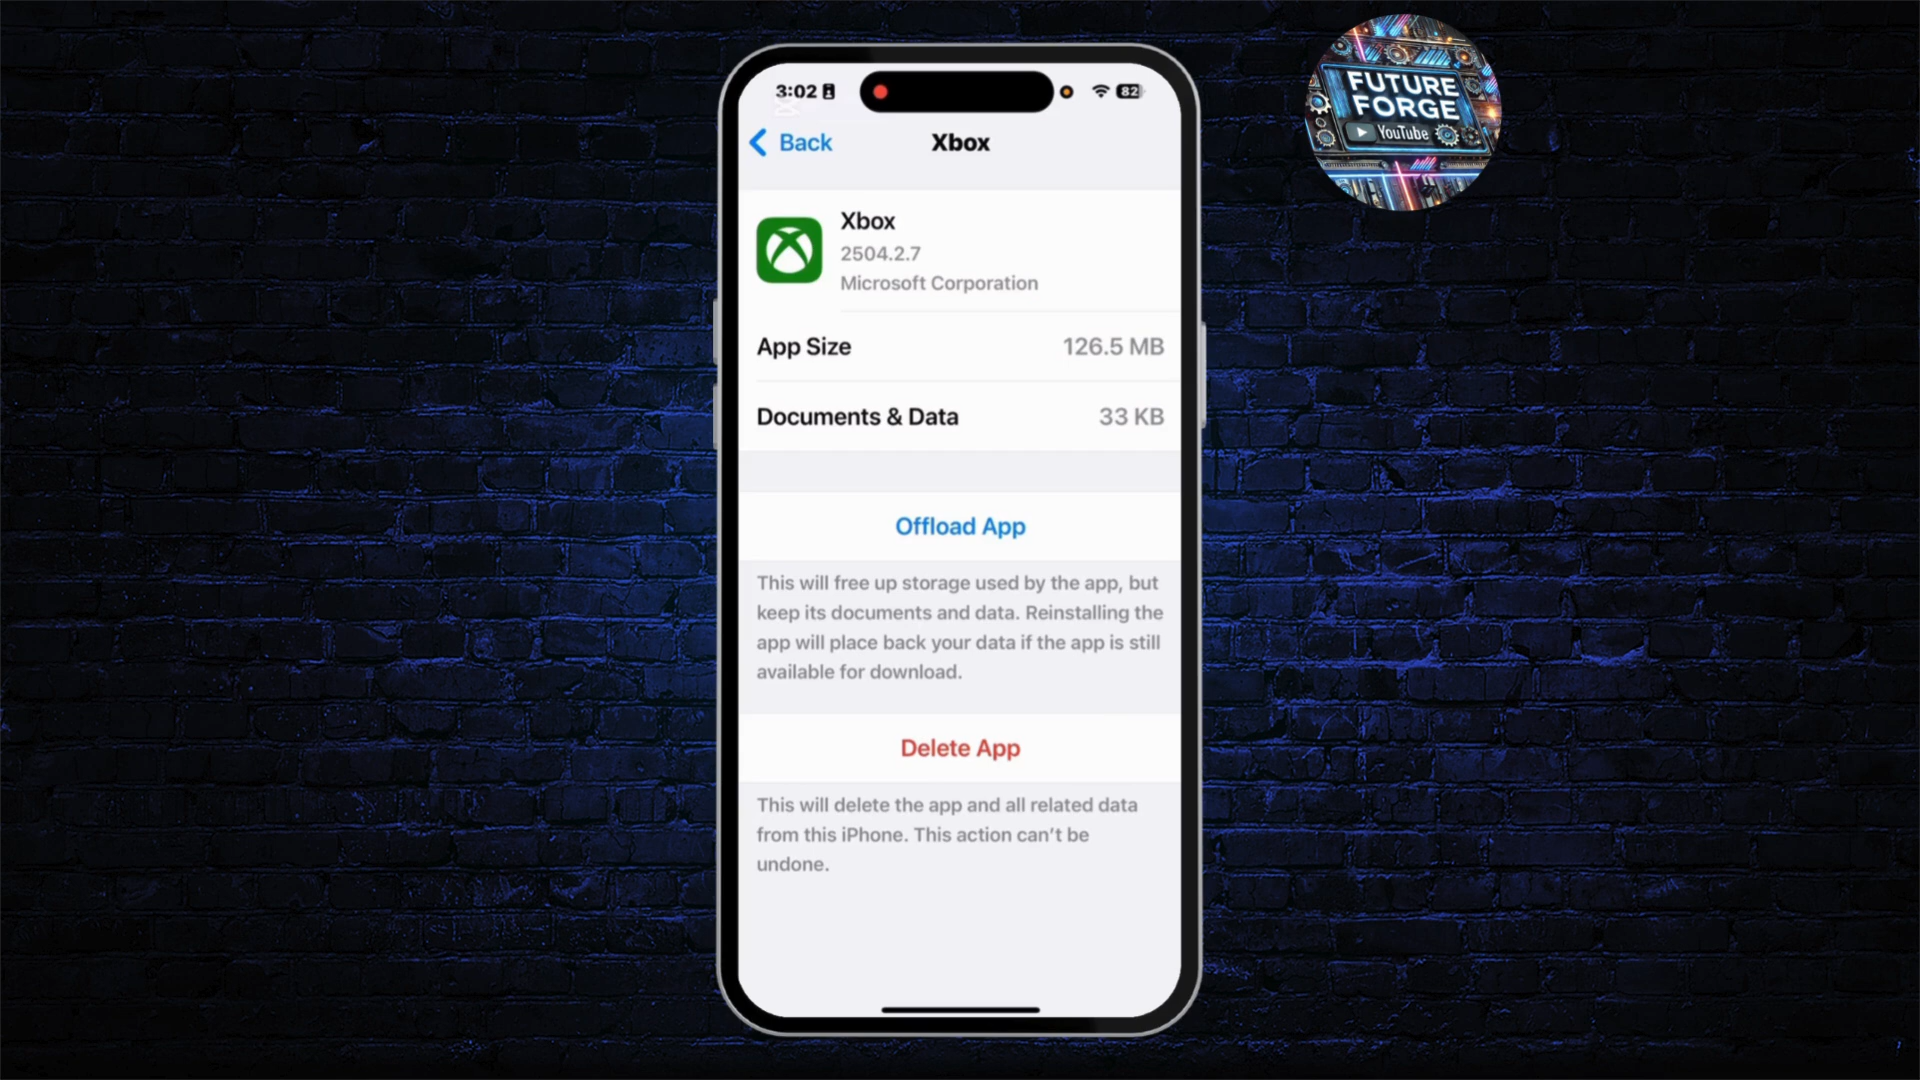 3:02
82
Back
Xbox
Xbox
2504.2.7
Microsoft Corporation
App Size
126.5 MB
Documents & Data
33 KB
Offload App
This will free up storage used by the app, but
keep its documents and data. Reinstalling the
app will place back your data if the app is still
available for download.
Delete App
This will delete the app and all related data
from this iPhone. This action can't be
undone.
FUTURE
FORGE
YouTube